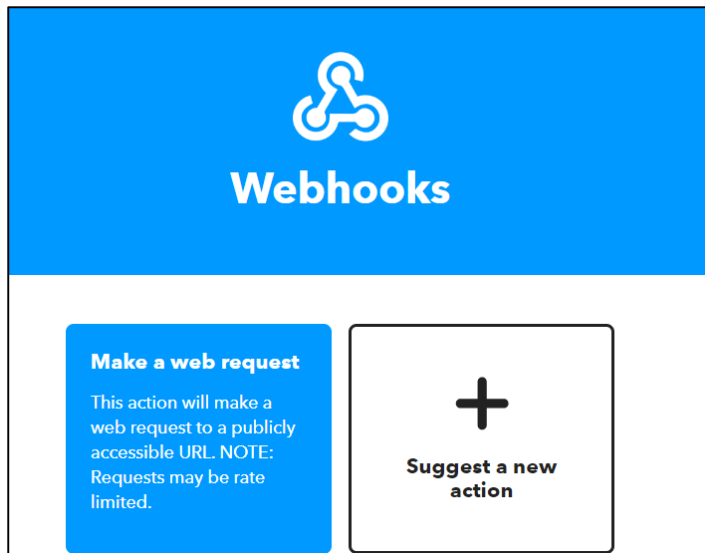 Webhooks
Make a web request
This action will make a
web request to a publicly
accessible URL. NOTE:
Requests may be rate
limited.
Suggest a new
action